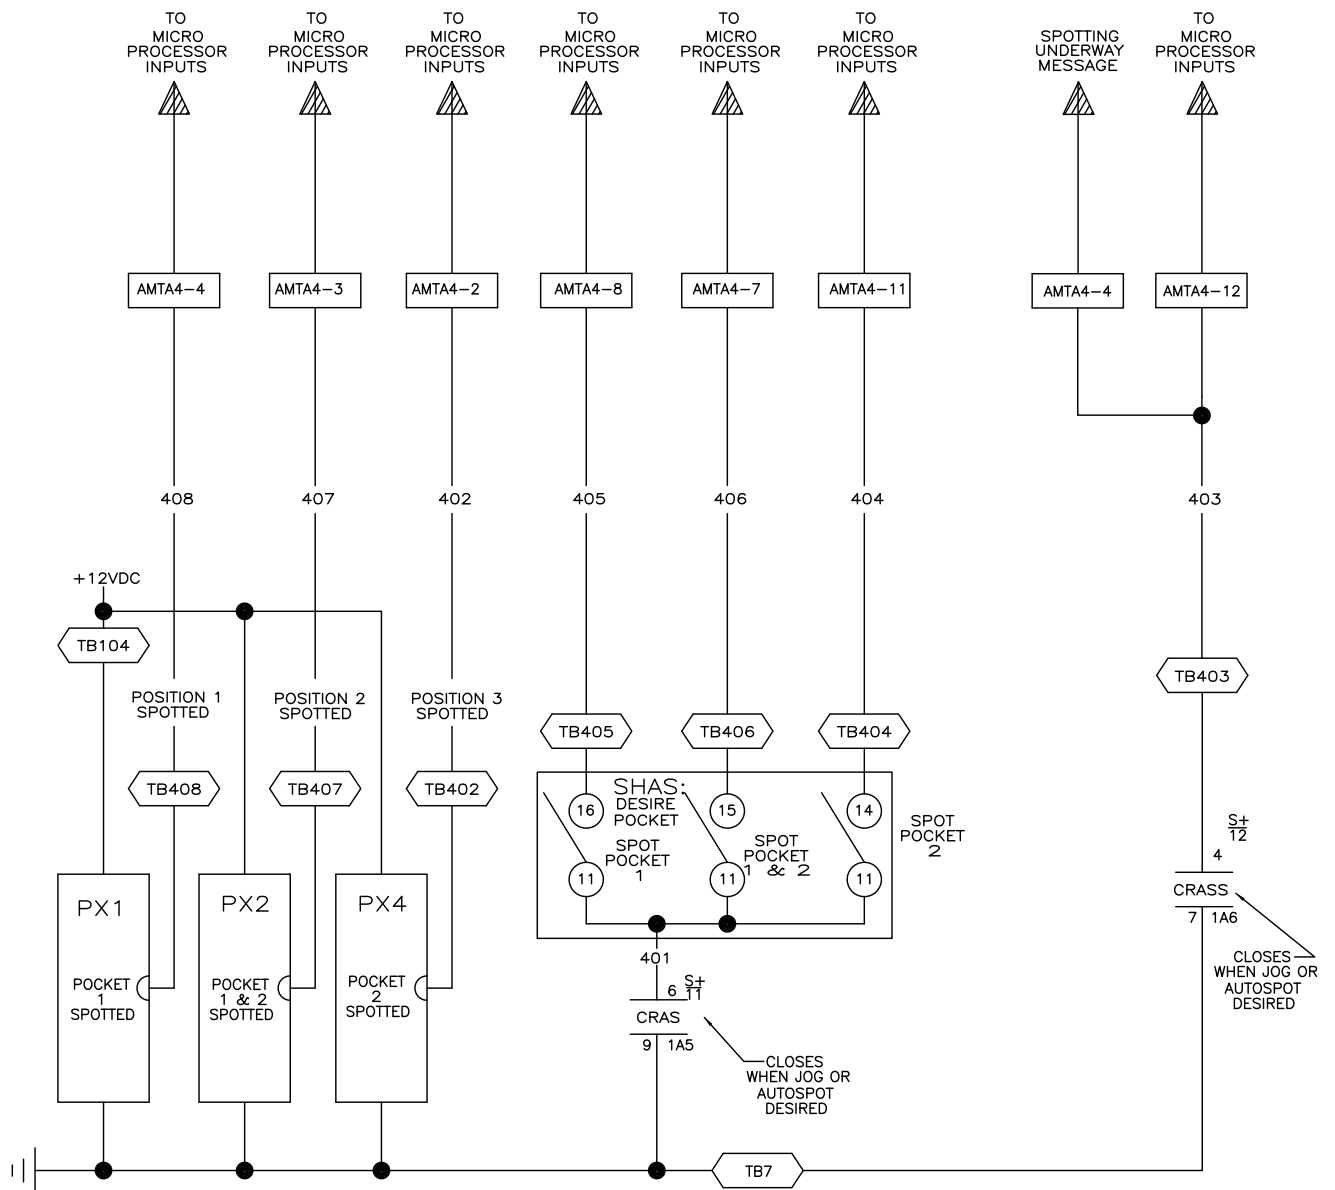 TO
MICRO
PROCESSOR
INPUTS
TO
MICRO
PROCESSOR
INPUTS
TO
MICRO
PROCESSOR
INPUTS
TO
MICRO
PROCESSOR
INPUTS
TO
MICRO
PROCESSOR
INPUTS
TO
MICRO
PROCESSOR
INPUTS
SPOTTING
UNDERWAY
MESSAGE
TO
MICRO
PROCESSOR
INPUTS
AMTA4-4
AMTA4-3
AMTA4-2
AMTA4-8
AMTA4-7
AMTA4-11
AMTA4-4
AMTA4-12
408
407
402
405
406
404
403
+12VDC
TB104
POSITION 1
SPOTTED
POSITION 2
SPOTTED
POSITION 3
SPOTTED
TB403
TB405
TB406
TB404
TB408
TB407
TB402
SHAS:
DESIRE
POCKET
16
15
14
SPOT
POCKET
1
SPOT
POCKET
1 & 2
SPOT
POCKET
2
11
11
11
S+
12
4
CRASS
7 1A6
CLOSES
WHEN JOG OR
AUTOSPOT
DESIRED
PX1
PX2
PX4
POCKET
1
SPOTTED
POCKET
1 & 2
SPOTTED
POCKET
2
SPOTTED
401
6 S+
11
CRAS
9 1A5
CLOSES
WHEN JOG OR
AUTOSPOT
DESIRED
TB7